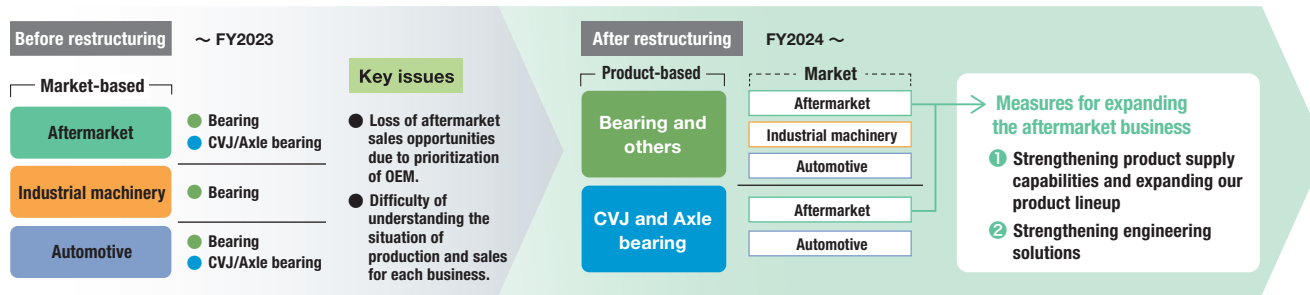 Before restructuring
～ FY2023
Market-based
Aftermarket
Bearing
CVJ/Axle bearing
Industrial machinery
Bearing
Automotive
Bearing
CVJ/Axle bearing
Key issues
● Loss of aftermarket
sales opportunities
due to prioritization
of OEM.
● Difficulty of
understanding the
situation of
production and sales
for each business.
After restructuring
FY2024 ～
Product-based
Market
Bearing and
others
Aftermarket
Industrial machinery
Automotive
CVJ and Axle
bearing
Aftermarket
Automotive
Measures for expanding
the aftermarket business
❶ Strengthening product supply
capabilities and expanding our
product lineup
❷ Strengthening engineering
solutions